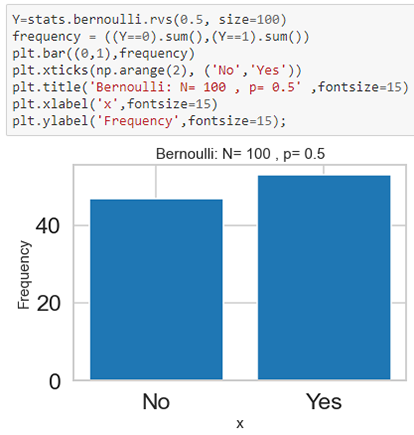 Y=stats.bernoulli.rvs(0.5, size=100)
frequency = ((Y==0).sum(),(Y==1).sum())
plt.bar((0,1),frequency)
plt.xticks(np.arange(2), ('No','Yes'))
plt.title('Bernoulli: N= 100 , p= 0.5' ,fontsize=15)
plt.xlabel('x',fontsize=15)
plt.ylabel('Frequency',fontsize=15);
Bernoulli: N= 100 , p= 0.5
Frequency
40
20
0
No Yes
x